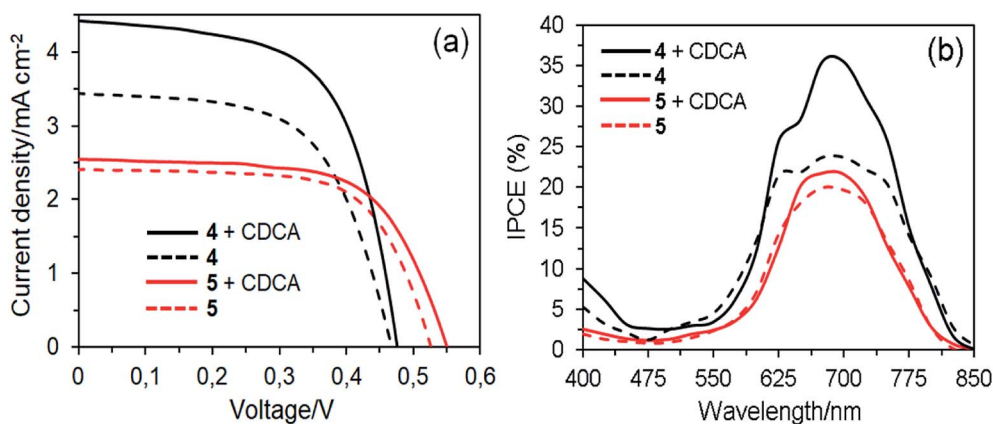 (a)
Current density/mA cm⁻²
4
3
2
1
0
4 + CDCA
4
5 + CDCA
5
0 0,1 0,2 0,3 0,4 0,5 0,6
Voltage/V
(b)
IPCE (%)
40
35
30
25
20
15
10
5
0
4 + CDCA
4
5 + CDCA
5
400 475 550 625 700 775 850
Wavelength/nm